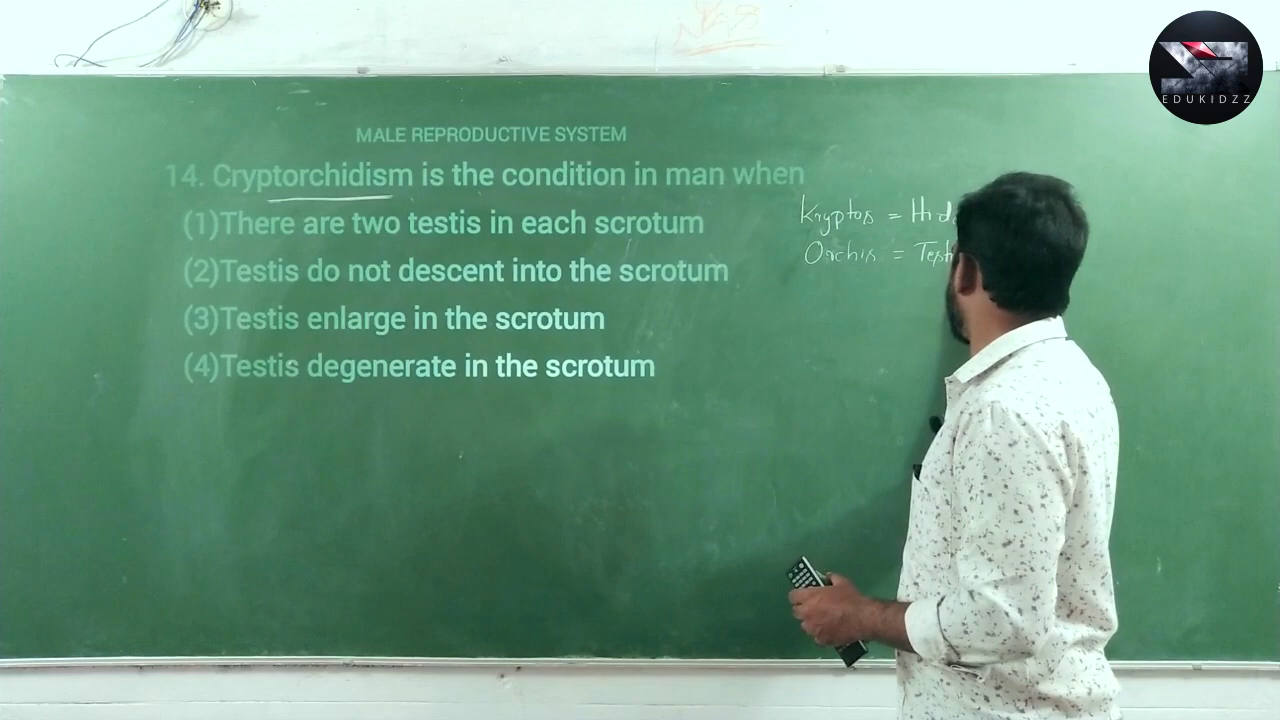 EDUKIDZZ
MALE REPRODUCTIVE SYSTEM
14. Cryptorchidism is the condition in man when
(1)There are two testis in each scrotum
(2)Testis do not descent into the scrotum
(3)Testis enlarge in the scrotum
(4)Testis degenerate in the scrotum
Kryptos =
Orchis =